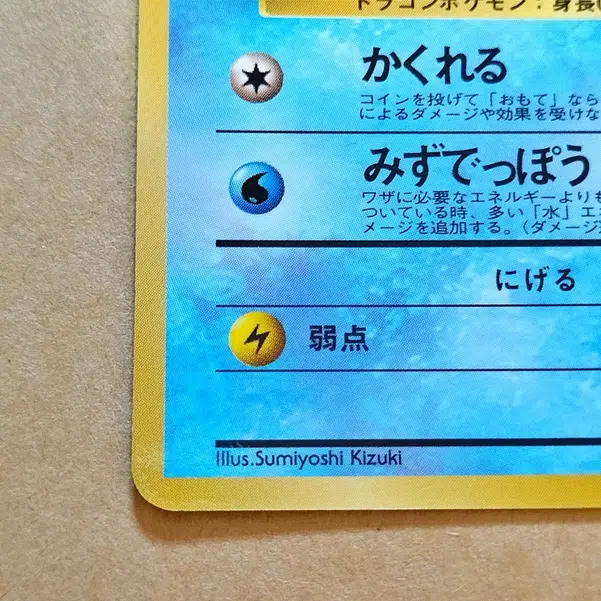 ドラゴンポケモン：身長
かくれる
コインを投げて「おもて」なら
によるダメージや効果を受けな
みずでっぽう
ワザに必要なエネルギーよりも
ついている時、多い「水」エネ
メージを追加する。（ダメージ
にげる
弱点
Illus.Sumiyoshi Kizuki